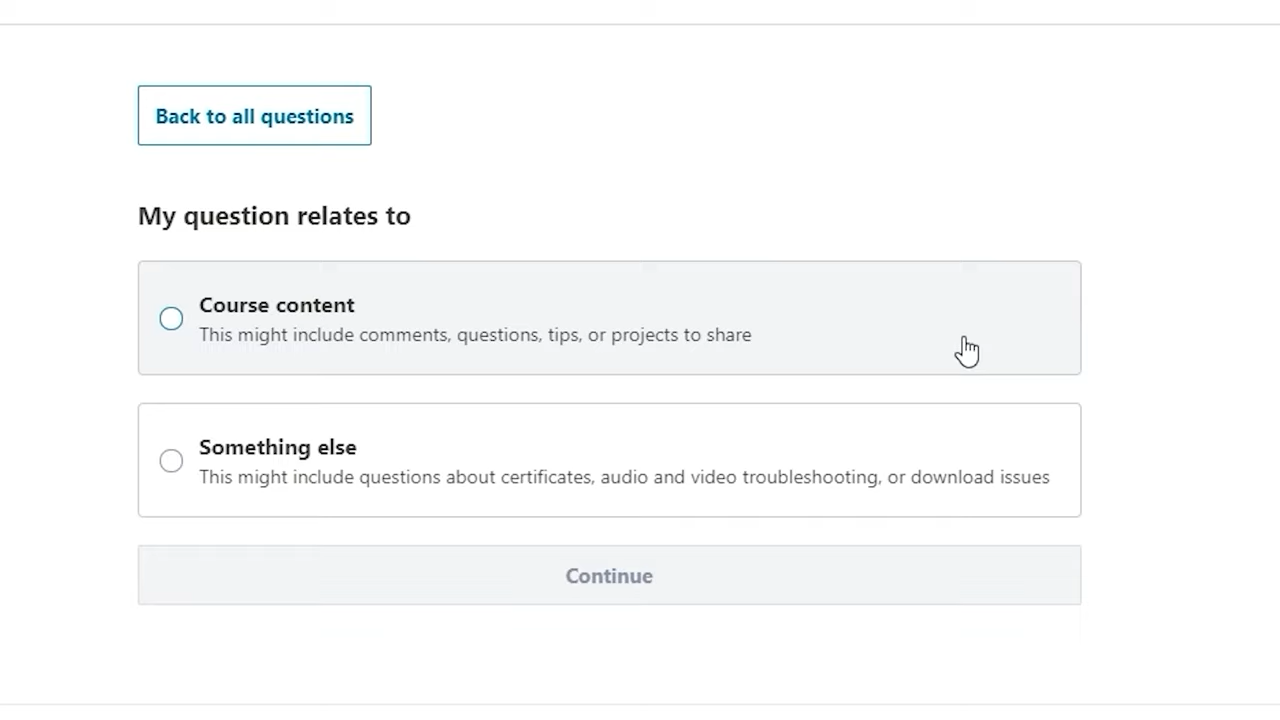 Back to all questions
My question relates to
Course content
This might include comments, questions, tips, or projects to share
Something else
This might include questions about certificates, audio and video troubleshooting, or download issues
Continue